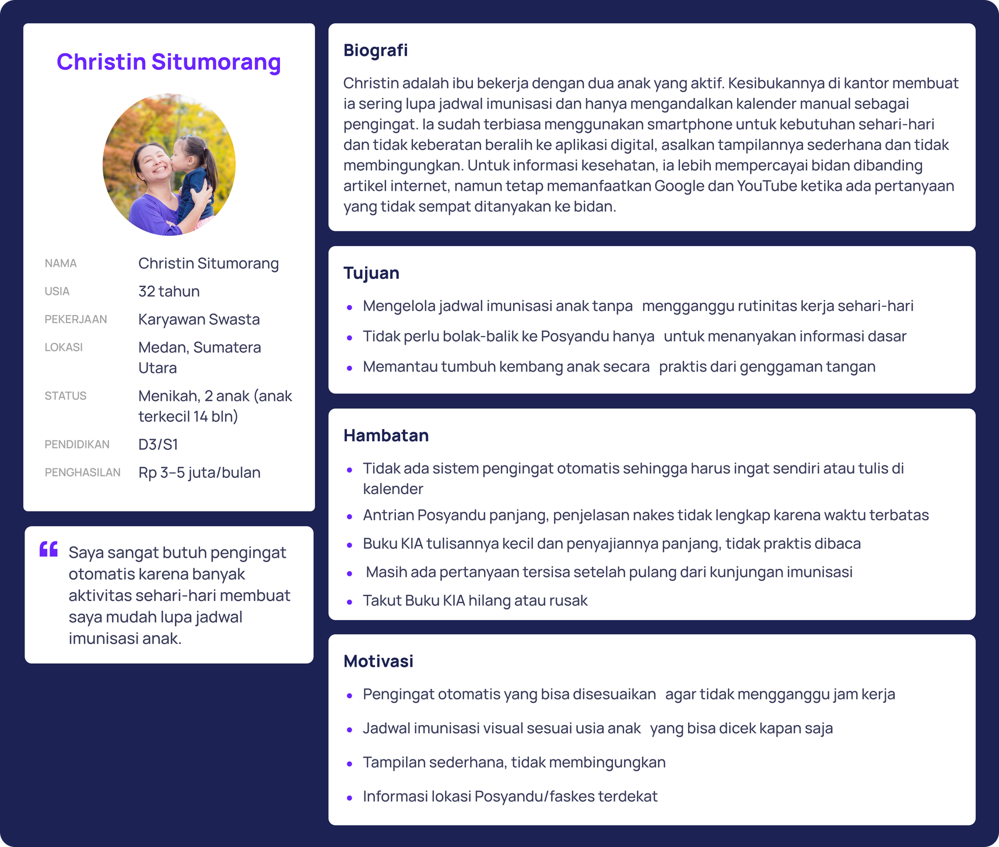 Christin Situmorang
NAMA Christin Situmorang
USIA 32 tahun
PEKERJAAN Karyawan Swasta
LOKASI Medan, Sumatera
Utara
STATUS Menikah, 2 anak (anak
terkecil 14 bln)
PENDIDIKAN D3/S1
PENGHASILAN Rp 3–5 juta/bulan
“ Saya sangat butuh pengingat
otomatis karena banyak
aktivitas sehari-hari membuat
saya mudah lupa jadwal
imunisasi anak.
Biografi
Christin adalah ibu bekerja dengan dua anak yang aktif. Kesibukannya di kantor membuat
ia sering lupa jadwal imunisasi dan hanya mengandalkan kalender manual sebagai
pengingat. Ia sudah terbiasa menggunakan smartphone untuk kebutuhan sehari-hari
dan tidak keberatan beralih ke aplikasi digital, asalkan tampilannya sederhana dan tidak
membingungkan. Untuk informasi kesehatan, ia lebih mempercayai bidan dibanding
artikel internet, namun tetap memanfaatkan Google dan YouTube ketika ada pertanyaan
yang tidak sempat ditanyakan ke bidan.
Tujuan
• Mengelola jadwal imunisasi anak tanpa mengganggu rutinitas kerja sehari-hari
• Tidak perlu bolak-balik ke Posyandu hanya untuk menanyakan informasi dasar
• Memantau tumbuh kembang anak secara praktis dari genggaman tangan
Hambatan
• Tidak ada sistem pengingat otomatis sehingga harus ingat sendiri atau tulis di
kalender
• Antrian Posyandu panjang, penjelasan nakes tidak lengkap karena waktu terbatas
• Buku KIA tulisannya kecil dan penyajiannya panjang, tidak praktis dibaca
• Masih ada pertanyaan tersisa setelah pulang dari kunjungan imunisasi
• Takut Buku KIA hilang atau rusak
Motivasi
• Pengingat otomatis yang bisa disesuaikan agar tidak mengganggu jam kerja
• Jadwal imunisasi visual sesuai usia anak yang bisa dicek kapan saja
• Tampilan sederhana, tidak membingungkan
• Informasi lokasi Posyandu/faskes terdekat